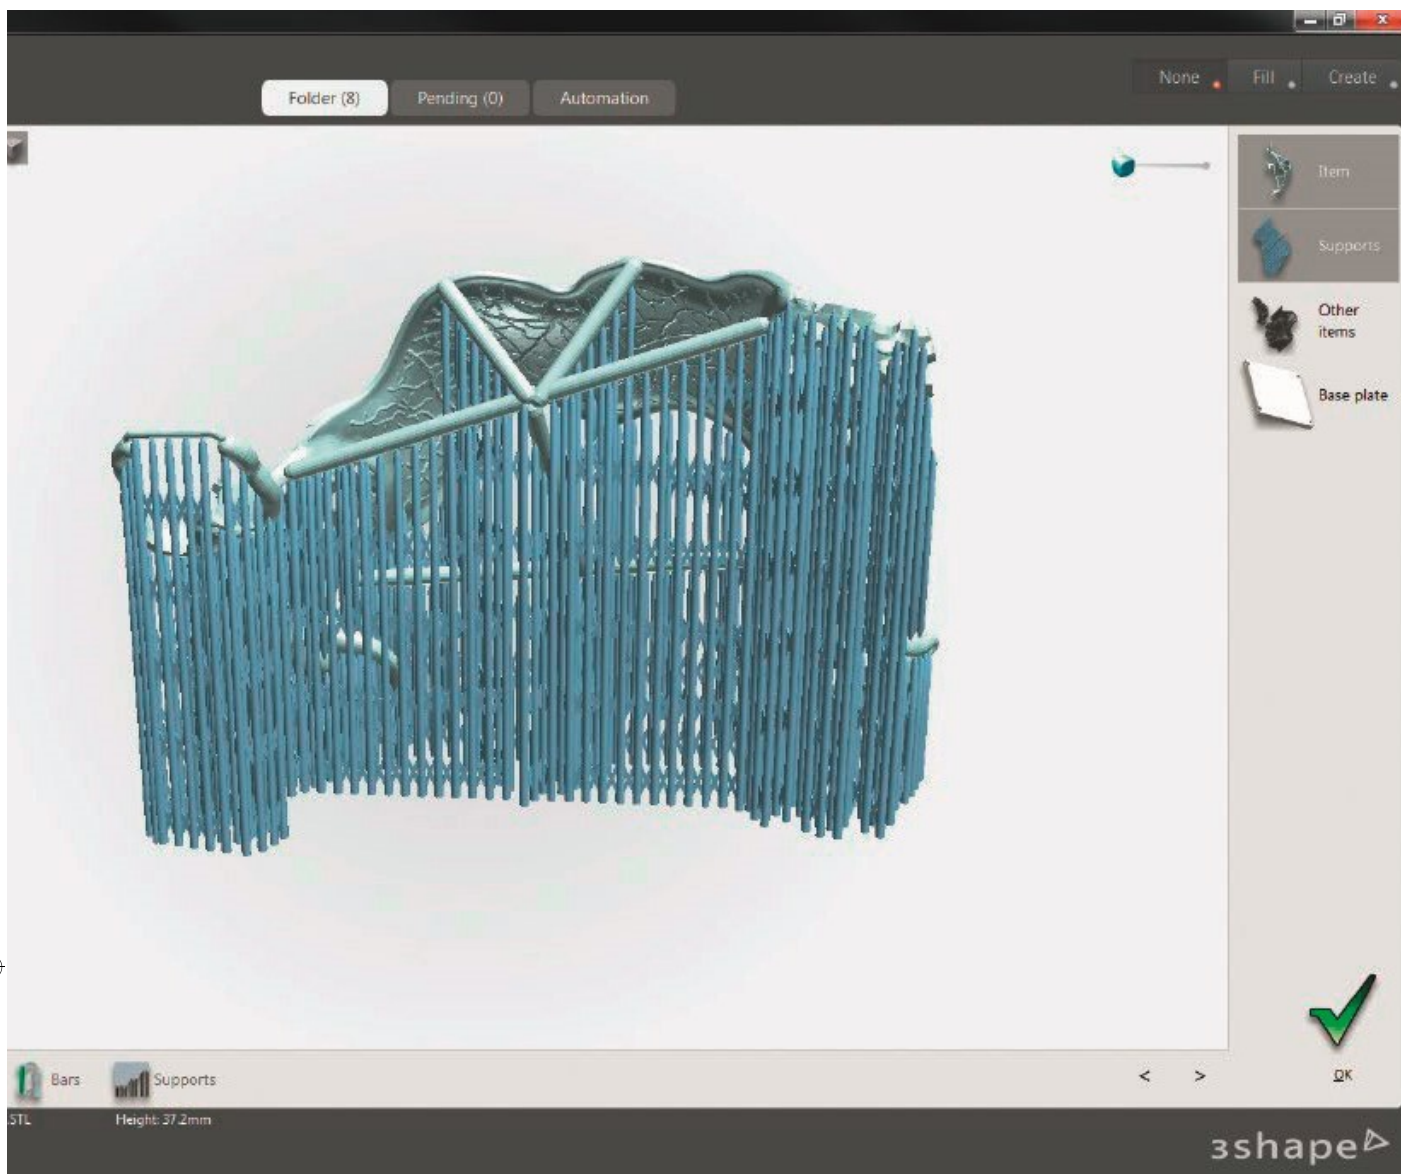 None
Fill
Create
Folder (8)
Pending (0)
Automation
Item
Supports
Other
items
Base plate
Bars
Supports
<
>
OK
.STL
Height: 37.2mm
3shape